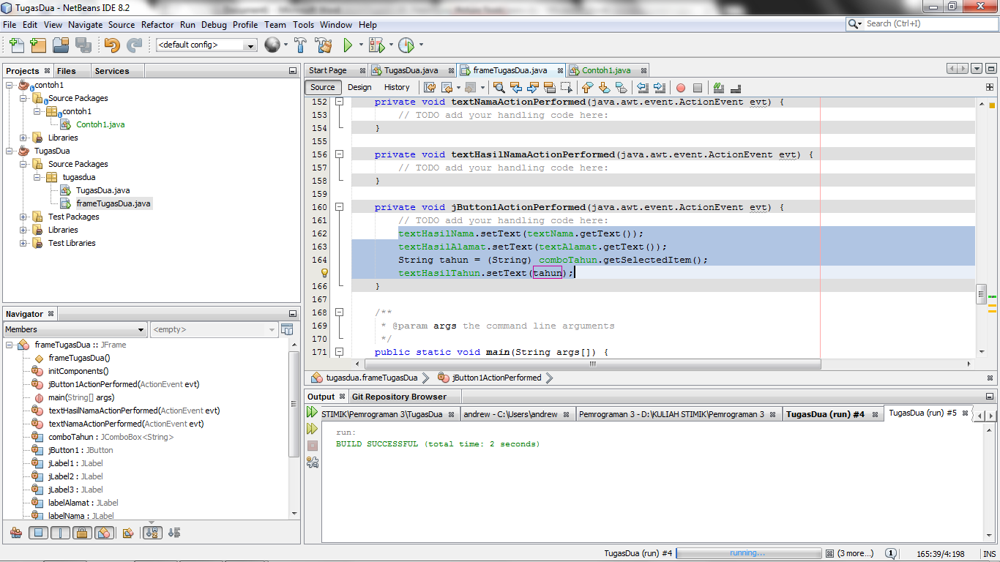 TugasDua - NetBeans IDE 8.2
File Edit View Navigate Source Refactor Run Debug Profile Team Tools Window Help
Search (Ctrl+I)
<default config>
Projects Files Services
contoh1
Source Packages
contoh1
Contoh1.java
Libraries
TugasDua
Source Packages
tugasdua
TugasDua.java
frameTugasDua.java
Test Packages
Libraries
Test Libraries
Navigator
Members <empty>
frameTugasDua :: JFrame
frameTugasDua()
initComponents()
jButton1ActionPerformed(ActionEvent evt)
main(String[] args)
textHasilNamaActionPerformed(ActionEvent evt)
textNamaActionPerformed(ActionEvent evt)
comboTahun : JComboBox<String>
jButton1 : JButton
jLabel1 : JLabel
jLabel2 : JLabel
jLabel3 : JLabel
labelAlamat : JLabel
labelNama : JLabel
Start Page TugasDua.java frameTugasDua.java Contoh1.java
Source Design History
152 private void textNamaActionPerformed(java.awt.event.ActionEvent evt) {
153 // TODO add your handling code here:
154 }
155
156 private void textHasilNamaActionPerformed(java.awt.event.ActionEvent evt) {
157 // TODO add your handling code here:
158 }
159
160 private void jButton1ActionPerformed(java.awt.event.ActionEvent evt) {
161 // TODO add your handling code here:
162 textHasilNama.setText(textNama.getText());
163 textHasilAlamat.setText(textAlamat.getText());
164 String tahun = (String) comboTahun.getSelectedItem();
textHasilTahun.setText(tahun);
166 }
167
168 /**
169 * @param args the command line arguments
170 */
171 public static void main(String args[]) {
tugasdua.frameTugasDua jButton1ActionPerformed
Output Git Repository Browser
STIMIK\Pemrograman 3\TugasDua andrew - C:\Users\andrew Pemrograman 3 - D:\KULIAH STIMIK\Pemrograman 3 TugasDua (run) #4 TugasDua (run) #5
run:
BUILD SUCCESSFUL (total time: 2 seconds)
TugasDua (run) #4 running... (3 more...) 1 165:39/4:198 INS